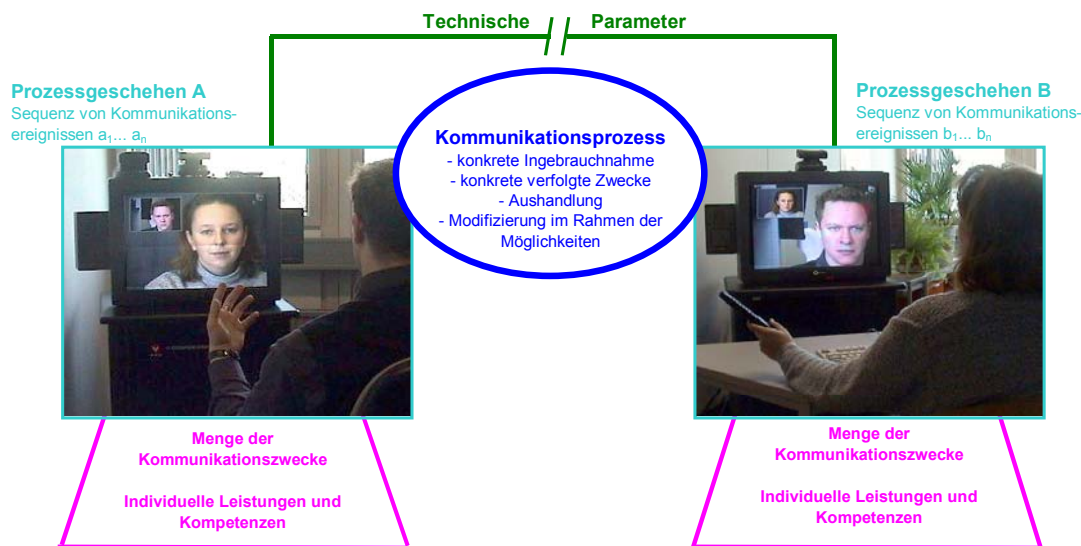 Technische Parameter
Prozessgeschehen A
Sequenz von Kommunikations-
ereignissen a₁... aₙ
Kommunikationsprozess
- konkrete Ingebrauchnahme
- konkrete verfolgte Zwecke
- Aushandlung
- Modifizierung im Rahmen der
Möglichkeiten
Prozessgeschehen B
Sequenz von Kommunikations-
ereignissen b₁... bₙ
Menge der
Kommunikationszwecke
Individuelle Leistungen und
Kompetenzen
Menge der
Kommunikationszwecke
Individuelle Leistungen und
Kompetenzen